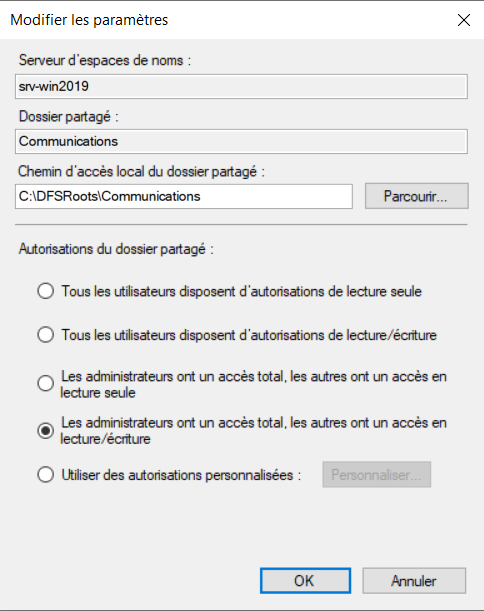 Modifier les paramètres
Serveur d'espaces de noms :
srv-win2019
Dossier partagé :
Communications
Chemin d'accès local du dossier partagé :
C:\DFSRoots\Communications
Parcourir...
Autorisations du dossier partagé :
Tous les utilisateurs disposent d'autorisations de lecture seule
Tous les utilisateurs disposent d'autorisations de lecture/écriture
Les administrateurs ont un accès total, les autres ont un accès en
lecture seule
Les administrateurs ont un accès total, les autres ont un accès en
lecture/écriture
Utiliser des autorisations personnalisées :
Personnaliser...
OK
Annuler